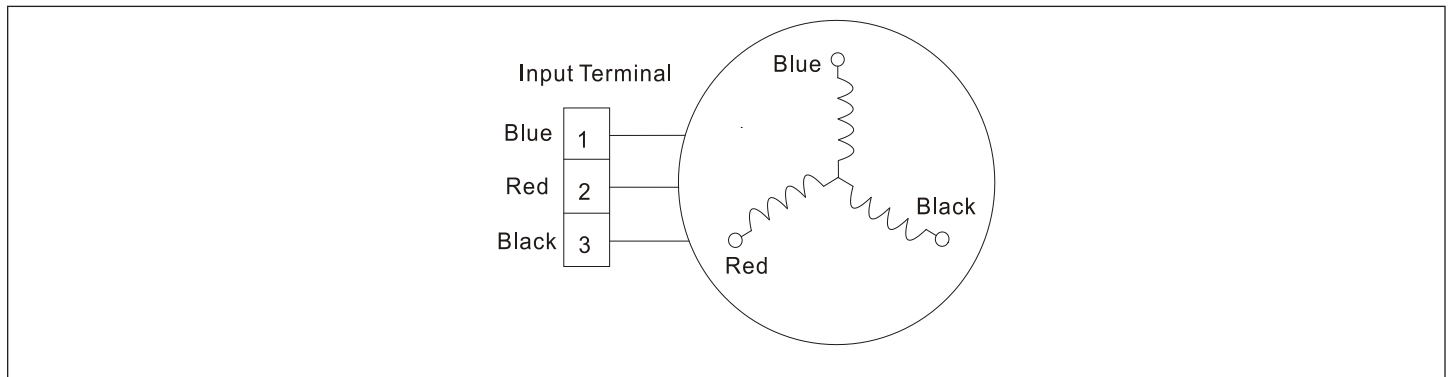 Input Terminal
Blue 1
Red 2
Black 3
Blue
Black
Red